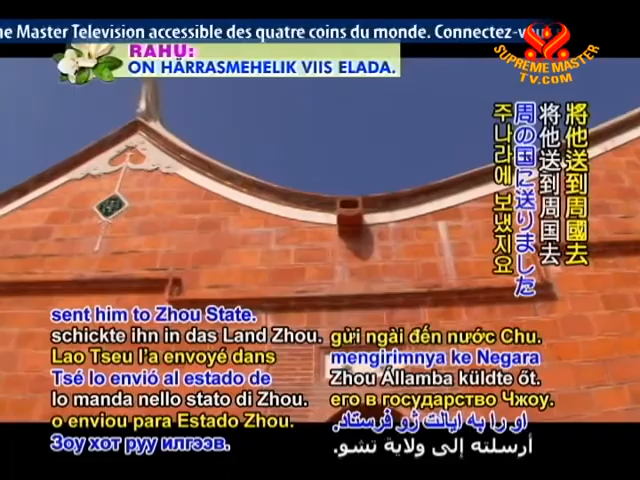 e Master Television accessible des quatre coins du monde. Connectez-vou
RAHU:
ON HÄRRASMEHELIK VIIS ELADA.
SUPREME MASTER
TV.COM
將他送到周國去
将他送到周国去
周の国に送りました
주나라에 보냈지요
sent him to Zhou State.
schickte ihn in das Land Zhou.
Lao Tseu l'a envoyé dans
Tsé lo envió al estado de
lo manda nello stato di Zhou.
o enviou para Estado Zhou.
Зоу хот руу илгээв.
gửi ngài đến nước Chu.
mengirimnya ke Negara
Zhou Államba küldte őt.
его в государство Чжоу.
او را به ایالت ژو فرستاد.
أرسلته إلى ولاية تشو.